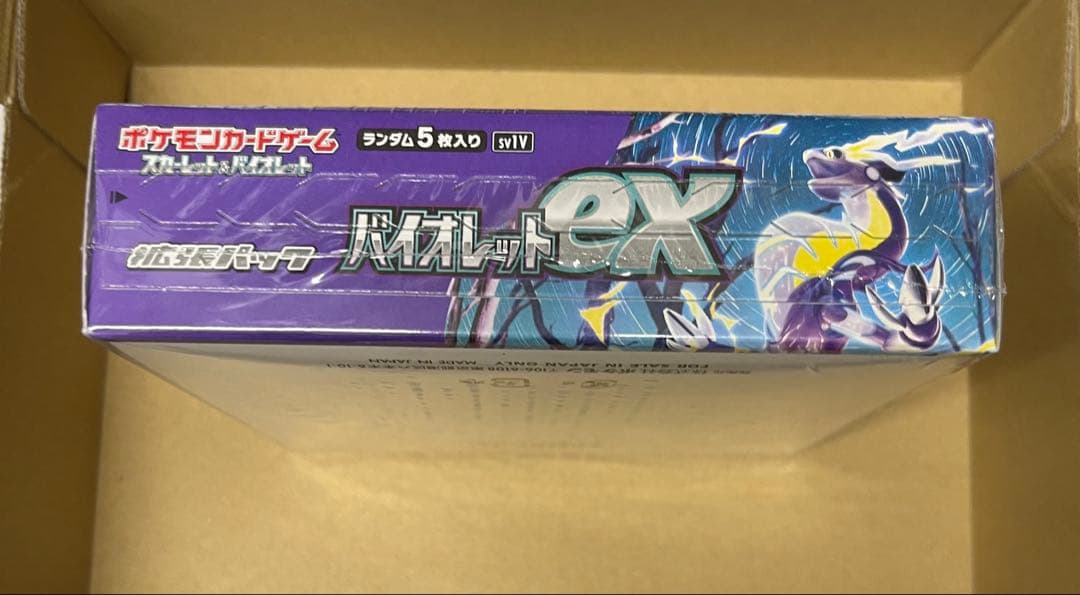 ポケモンカードゲーム
スカーレット&バイオレット
ランダム5枚入り
sv1V
拡張パック
バイオレットex
FOR SALE IN JAPAN ONLY MADE IN JAPAN